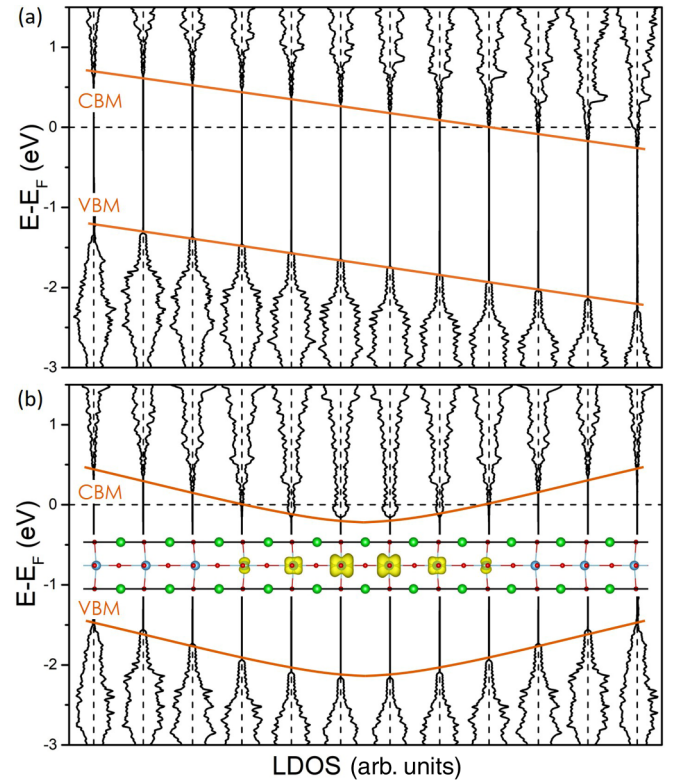 (a)
1
CBM
0
E-E_F (eV)
-1
VBM
-2
-3
(b)
1
CBM
0
E-E_F (eV)
-1
VBM
-2
-3
LDOS (arb. units)